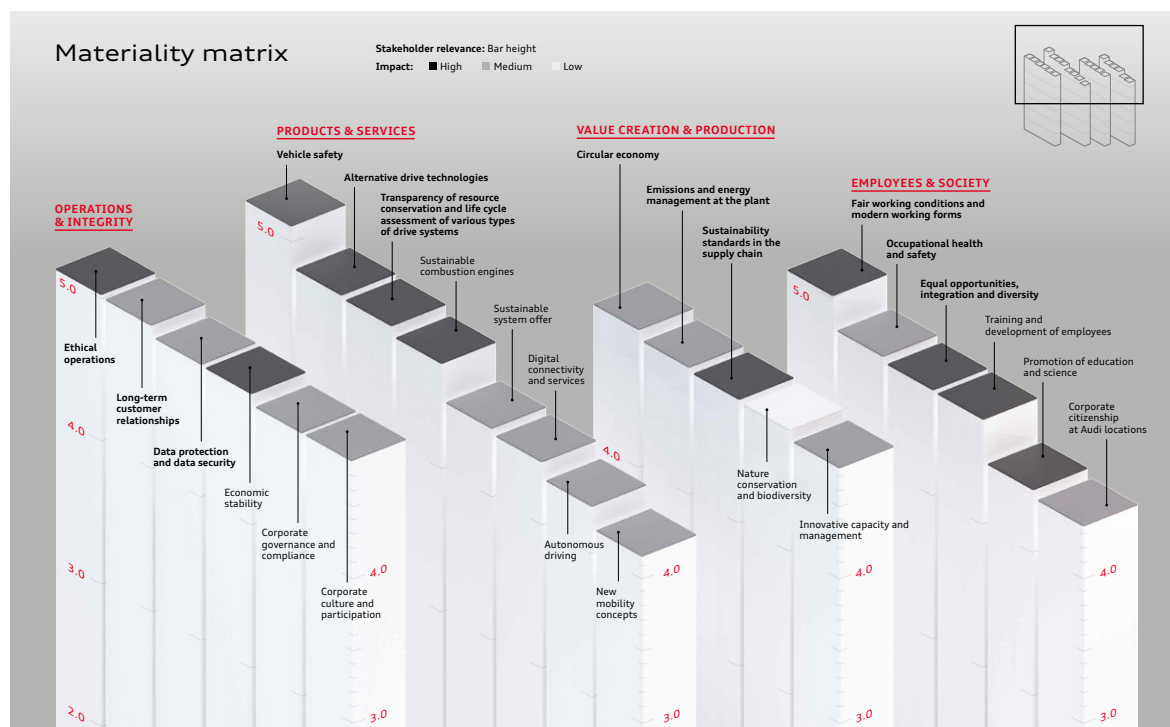 Materiality matrix
Stakeholder relevance: Bar height
Impact: High Medium Low
OPERATIONS
& INTEGRITY
5.0
4.0
3.0
2.0
Ethical
operations
Long-term
customer
relationships
Data protection
and data security
Economic
stability
Corporate
governance and
compliance
Corporate
culture and
participation
4.0
3.0
PRODUCTS & SERVICES
Vehicle safety
5.0
Alternative drive technologies
Transparency of resource
conservation and life cycle
assessment of various types
of drive systems
Sustainable
combustion engines
Sustainable
system offer
Digital
connectivity
and services
Autonomous
driving
New
mobility
concepts
4.0
3.0
VALUE CREATION & PRODUCTION
Circular economy
4.0
Emissions and energy
management at the plant
Sustainability
standards in the
supply chain
Nature
conservation
and biodiversity
Innovative capacity and
management
4.0
3.0
EMPLOYEES & SOCIETY
Fair working conditions and
modern working forms
5.0
Occupational health
and safety
Equal opportunities,
integration and diversity
Training and
development of employees
Promotion of education
and science
Corporate
citizenship
at Audi locations
4.0
3.0